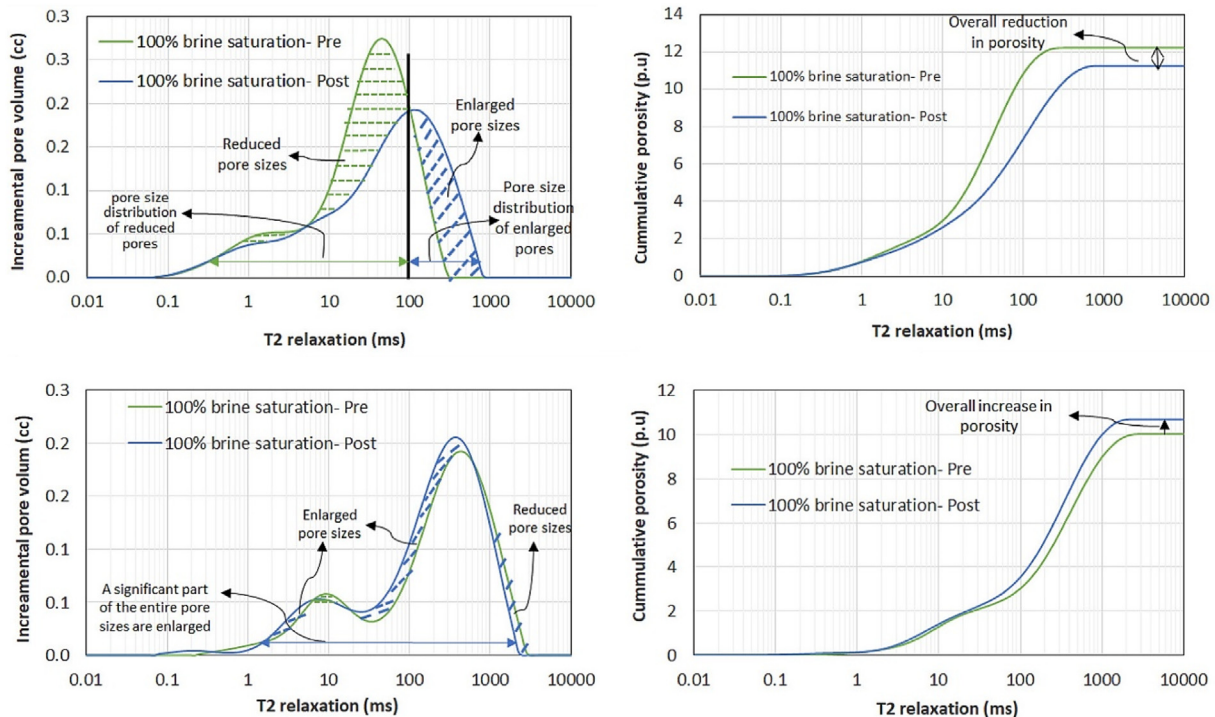 Increamental pore volume (cc)
0.3
0.3
0.2
0.2
0.1
0.1
0.0
100% brine saturation- Pre
100% brine saturation- Post
Reduced
pore sizes
Enlarged
pore sizes
pore size
distribution
of reduced
pores
Pore size
distribution
of enlarged
pores
0.01 0.1 1 10 100 1000 10000
T2 relaxation (ms)
Cummulative porosity (p.u)
14
12
10
8
6
4
2
0
Overall reduction
in porosity
100% brine saturation- Pre
100% brine saturation- Post
0.01 0.1 1 10 100 1000 10000
T2 relaxation (ms)
Increamental pore volum (cc)
0.3
0.2
0.2
0.1
0.1
0.0
100% brine saturation- Pre
100% brine saturation- Post
Enlarged
pore sizes
Reduced
pore sizes
A significant part
of the entire pore
sizes are enlarged
0.01 0.1 1 10 100 1000 10000
T2 relaxation (ms)
Cummulative porosity (p.u)
12
10
8
6
4
2
0
Overall increase in
porosity
100% brine saturation- Pre
100% brine saturation- Post
0.01 0.1 1 10 100 1000 10000
T2 relaxation (ms)